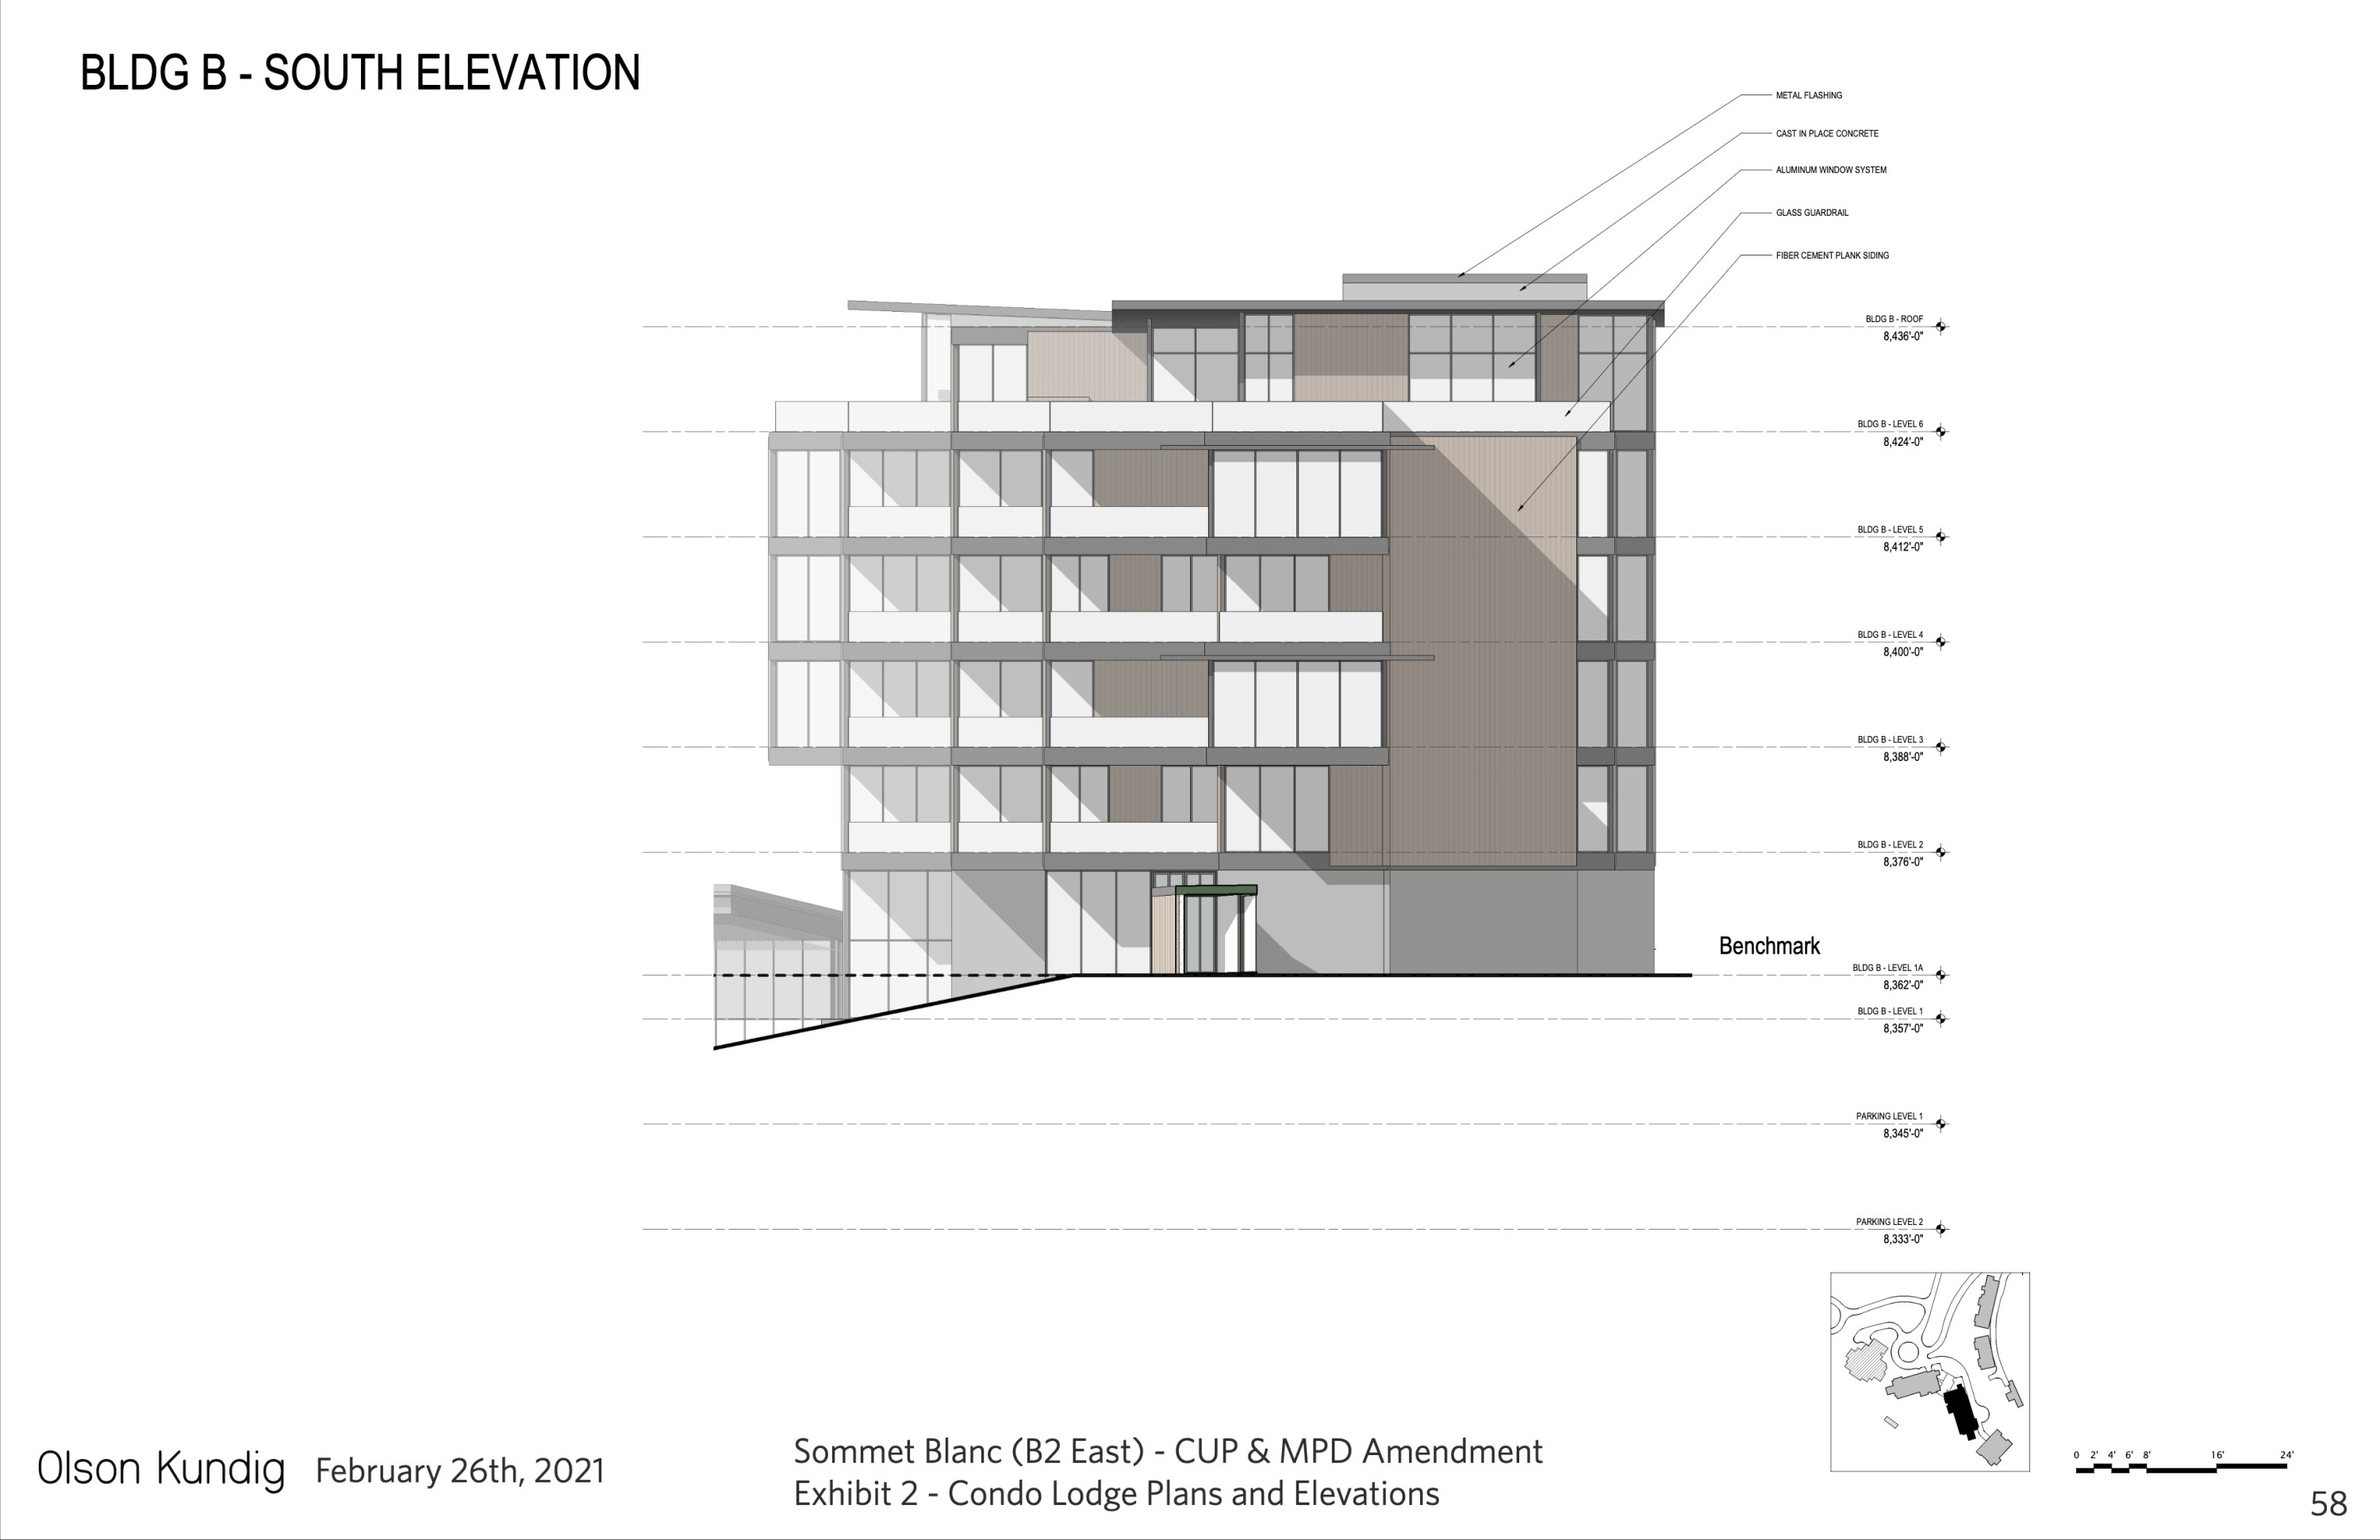 BLDG B - SOUTH ELEVATION
METAL FLASHING
CAST IN PLACE CONCRETE
ALUMINUM WINDOW SYSTEM
GLASS GUARDRAIL
FIBER CEMENT PLANK SIDING
BLDG B - ROOF
8,436'-0"
BLDG B - LEVEL 6
8,424'-0"
BLDG B - LEVEL 5
8,412'-0"
BLDG B - LEVEL 4
8,400'-0"
BLDG B - LEVEL 3
8,388'-0"
BLDG B - LEVEL 2
8,376'-0"
Benchmark
BLDG B - LEVEL 1A
8,362'-0"
BLDG B - LEVEL 1
8,357'-0"
PARKING LEVEL 1
8,345'-0"
PARKING LEVEL 2
8,333'-0"
0 2' 4' 6' 8' 16' 24'
Olson Kundig February 26th, 2021
Sommet Blanc (B2 East) - CUP & MPD Amendment
Exhibit 2 - Condo Lodge Plans and Elevations
58